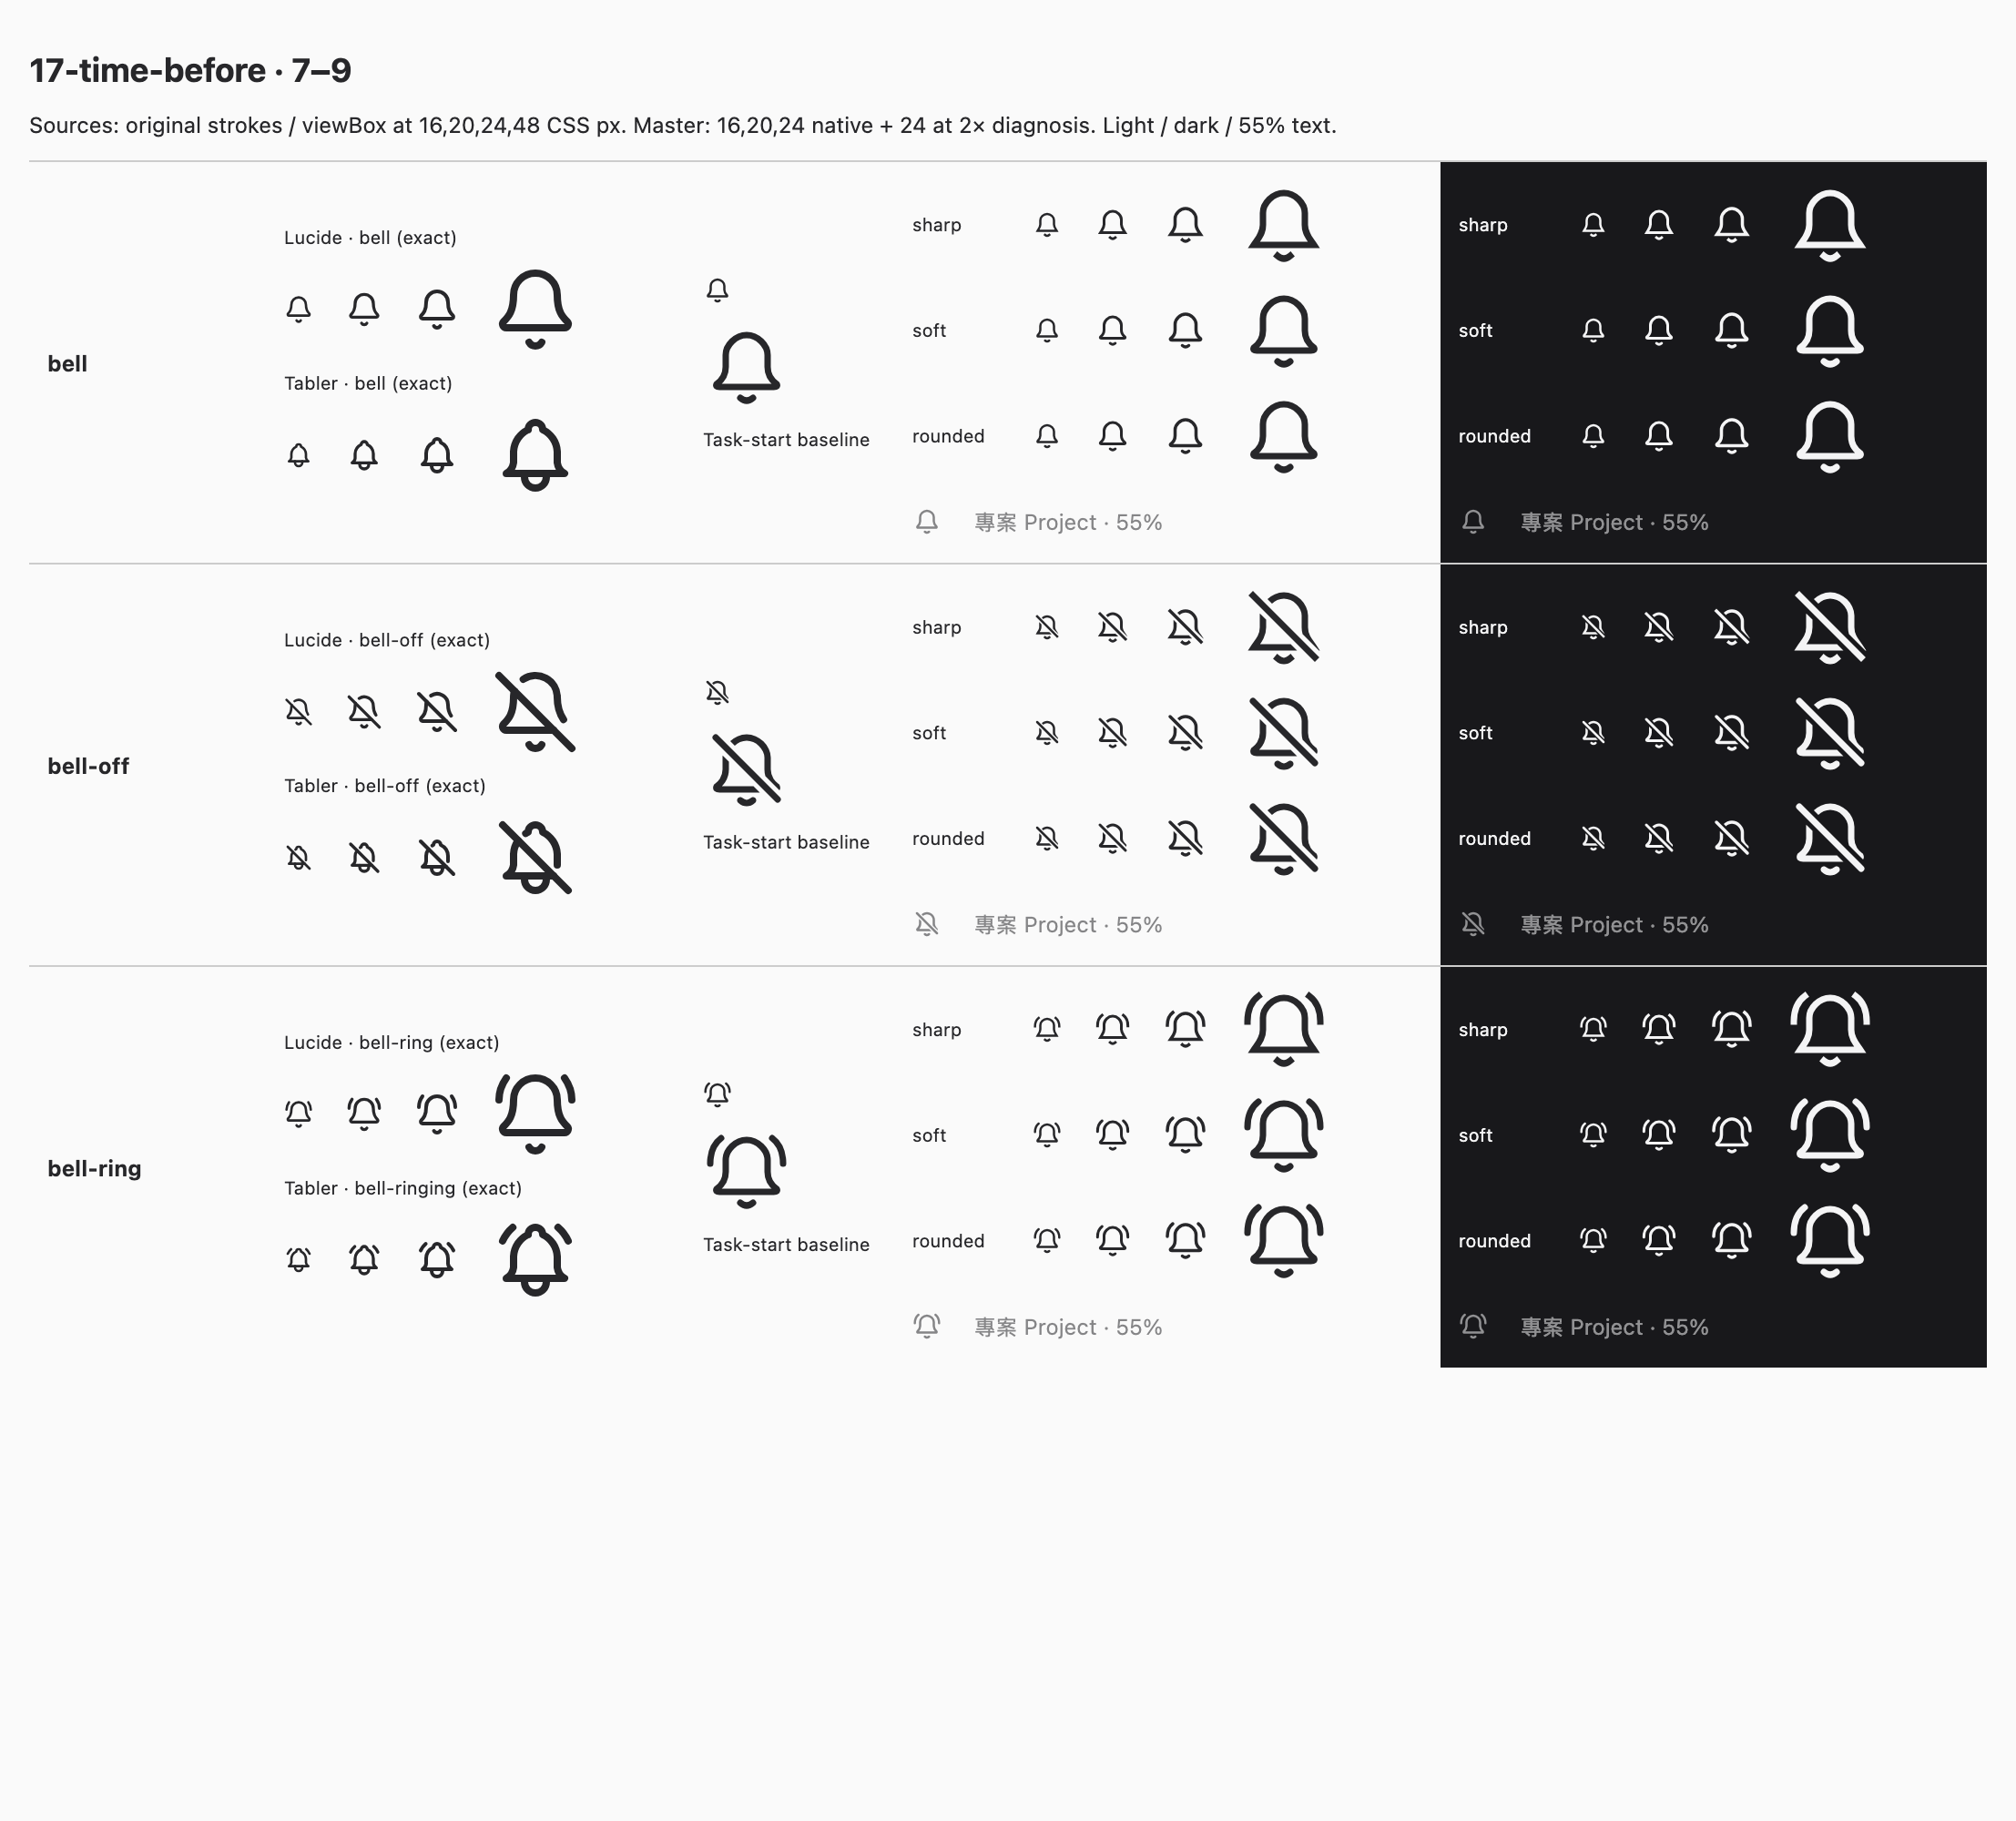 17-time-before · 7–9
Sources: original strokes / viewBox at 16,20,24,48 CSS px. Master: 16,20,24 native + 24 at 2× diagnosis. Light / dark / 55% text.
bell
Lucide · bell (exact)
Tabler · bell (exact)
Task-start baseline
sharp
soft
rounded
專案 Project · 55%
sharp
soft
rounded
專案 Project · 55%
bell-off
Lucide · bell-off (exact)
Tabler · bell-off (exact)
Task-start baseline
sharp
soft
rounded
專案 Project · 55%
sharp
soft
rounded
專案 Project · 55%
bell-ring
Lucide · bell-ring (exact)
Tabler · bell-ringing (exact)
Task-start baseline
sharp
soft
rounded
專案 Project · 55%
sharp
soft
rounded
專案 Project · 55%